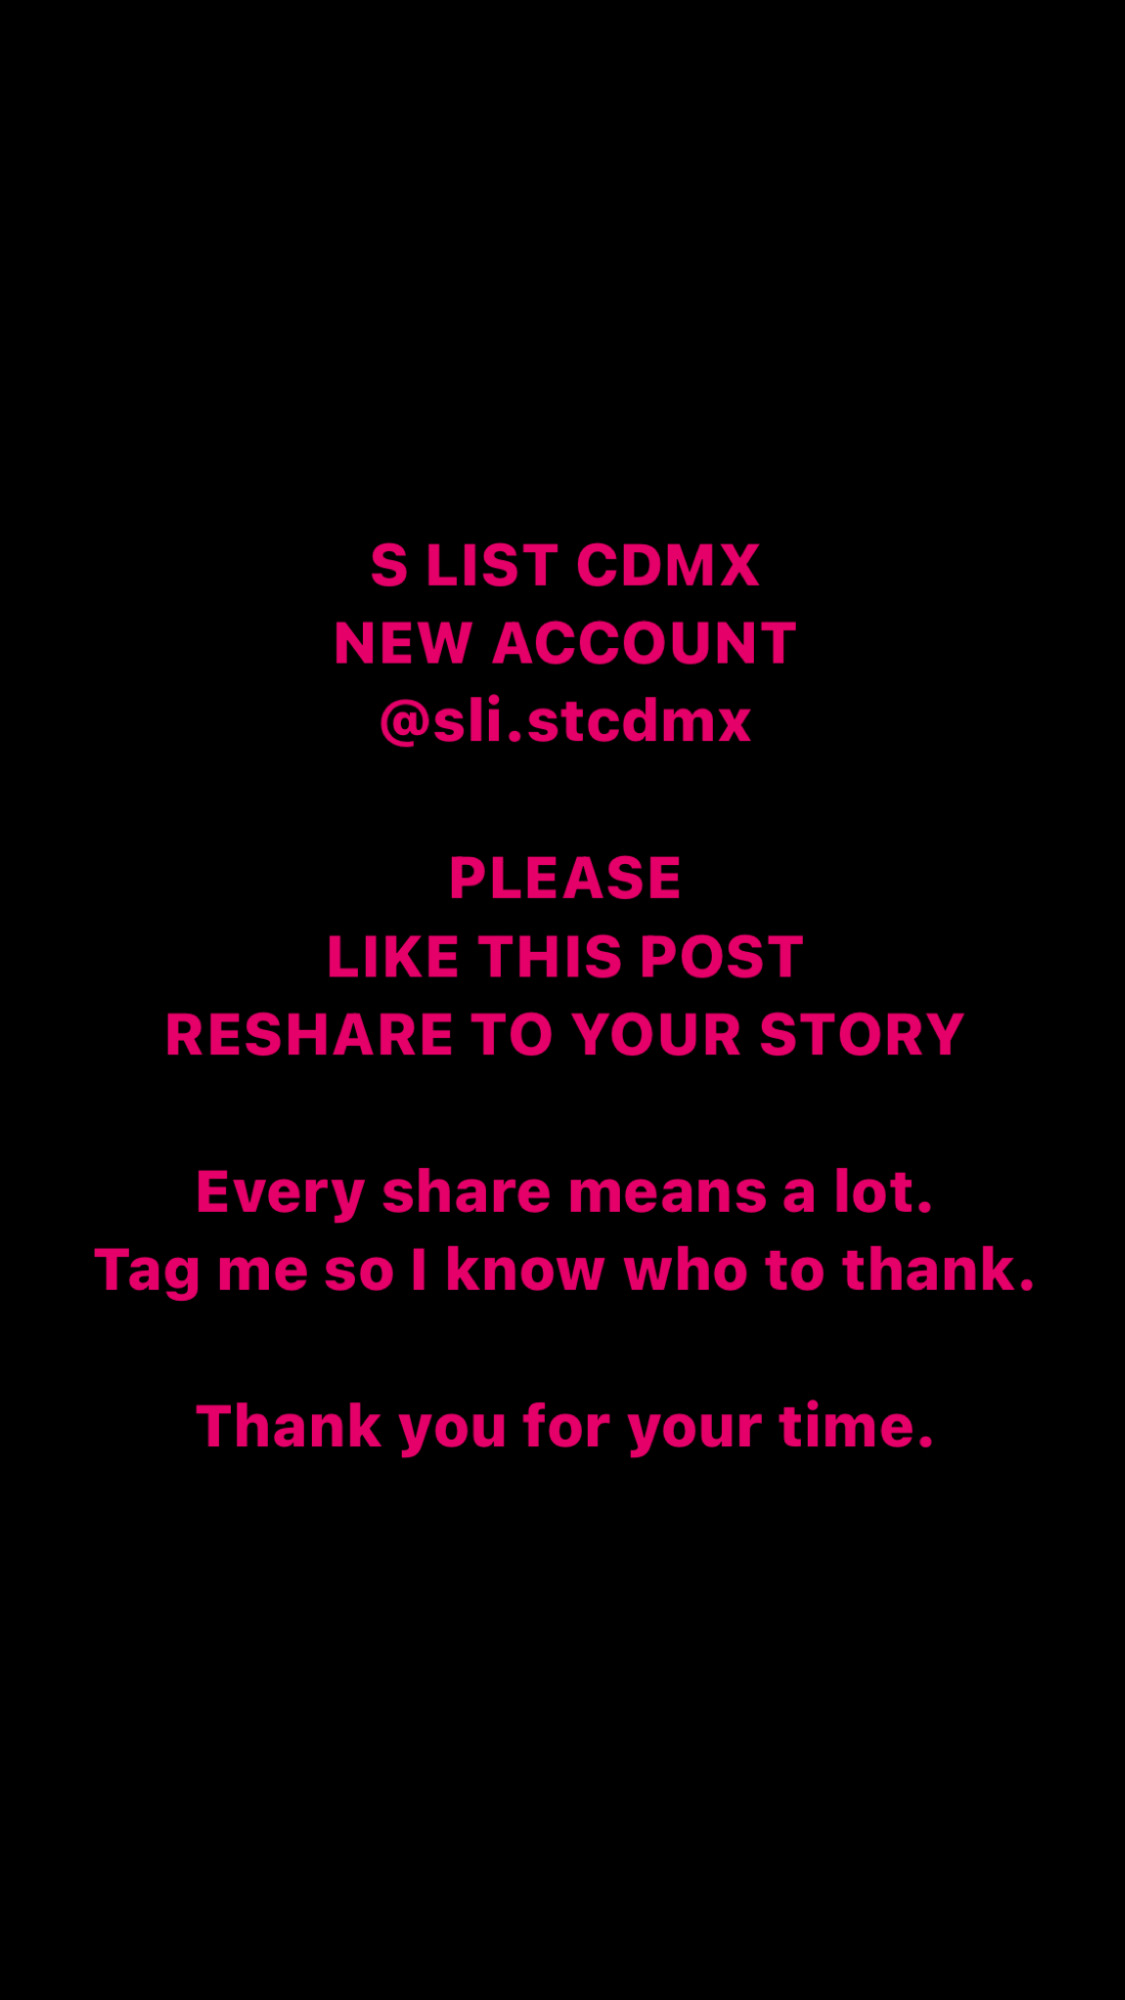 S LIST CDMX
NEW ACCOUNT
@sli.stcdmx
PLEASE
LIKE THIS POST
RESHARE TO YOUR STORY
Every share means a lot.
Tag me so I know who to thank.
Thank you for your time.